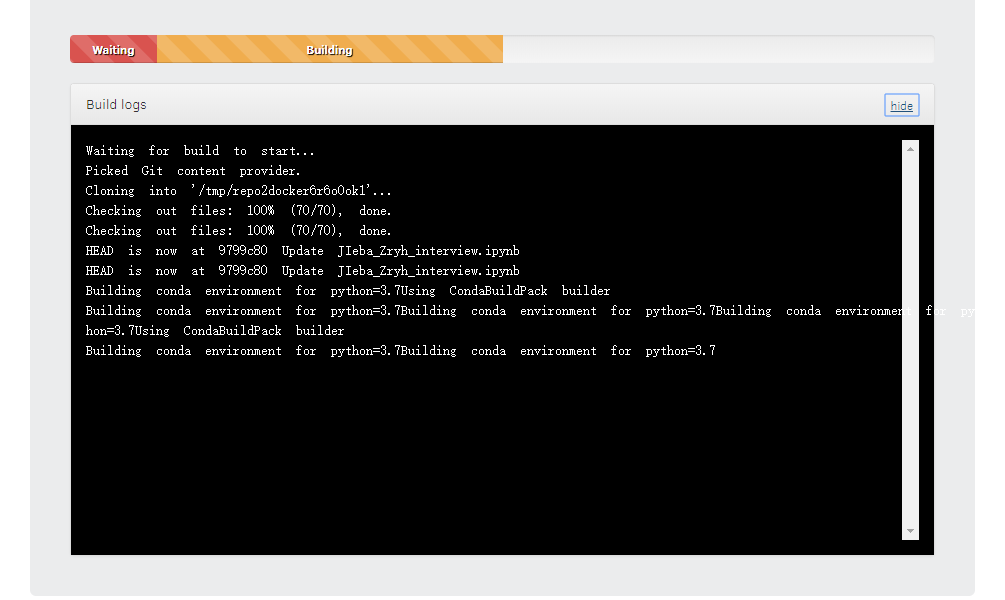 Waiting
Building
Build logs
hide
Waiting for build to start...
Picked Git content provider.
Cloning into '/tmp/repo2docker6r6o0ok1'...
Checking out files: 100% (70/70), done.
Checking out files: 100% (70/70), done.
HEAD is now at 9799c80 Update JIeba_Zryh_interview.ipynb
HEAD is now at 9799c80 Update JIeba_Zryh_interview.ipynb
Building conda environment for python=3.7Using CondaBuildPack builder
Building conda environment for python=3.7Building conda environment for python=3.7Building conda environment for py
hon=3.7Using CondaBuildPack builder
Building conda environment for python=3.7Building conda environment for python=3.7